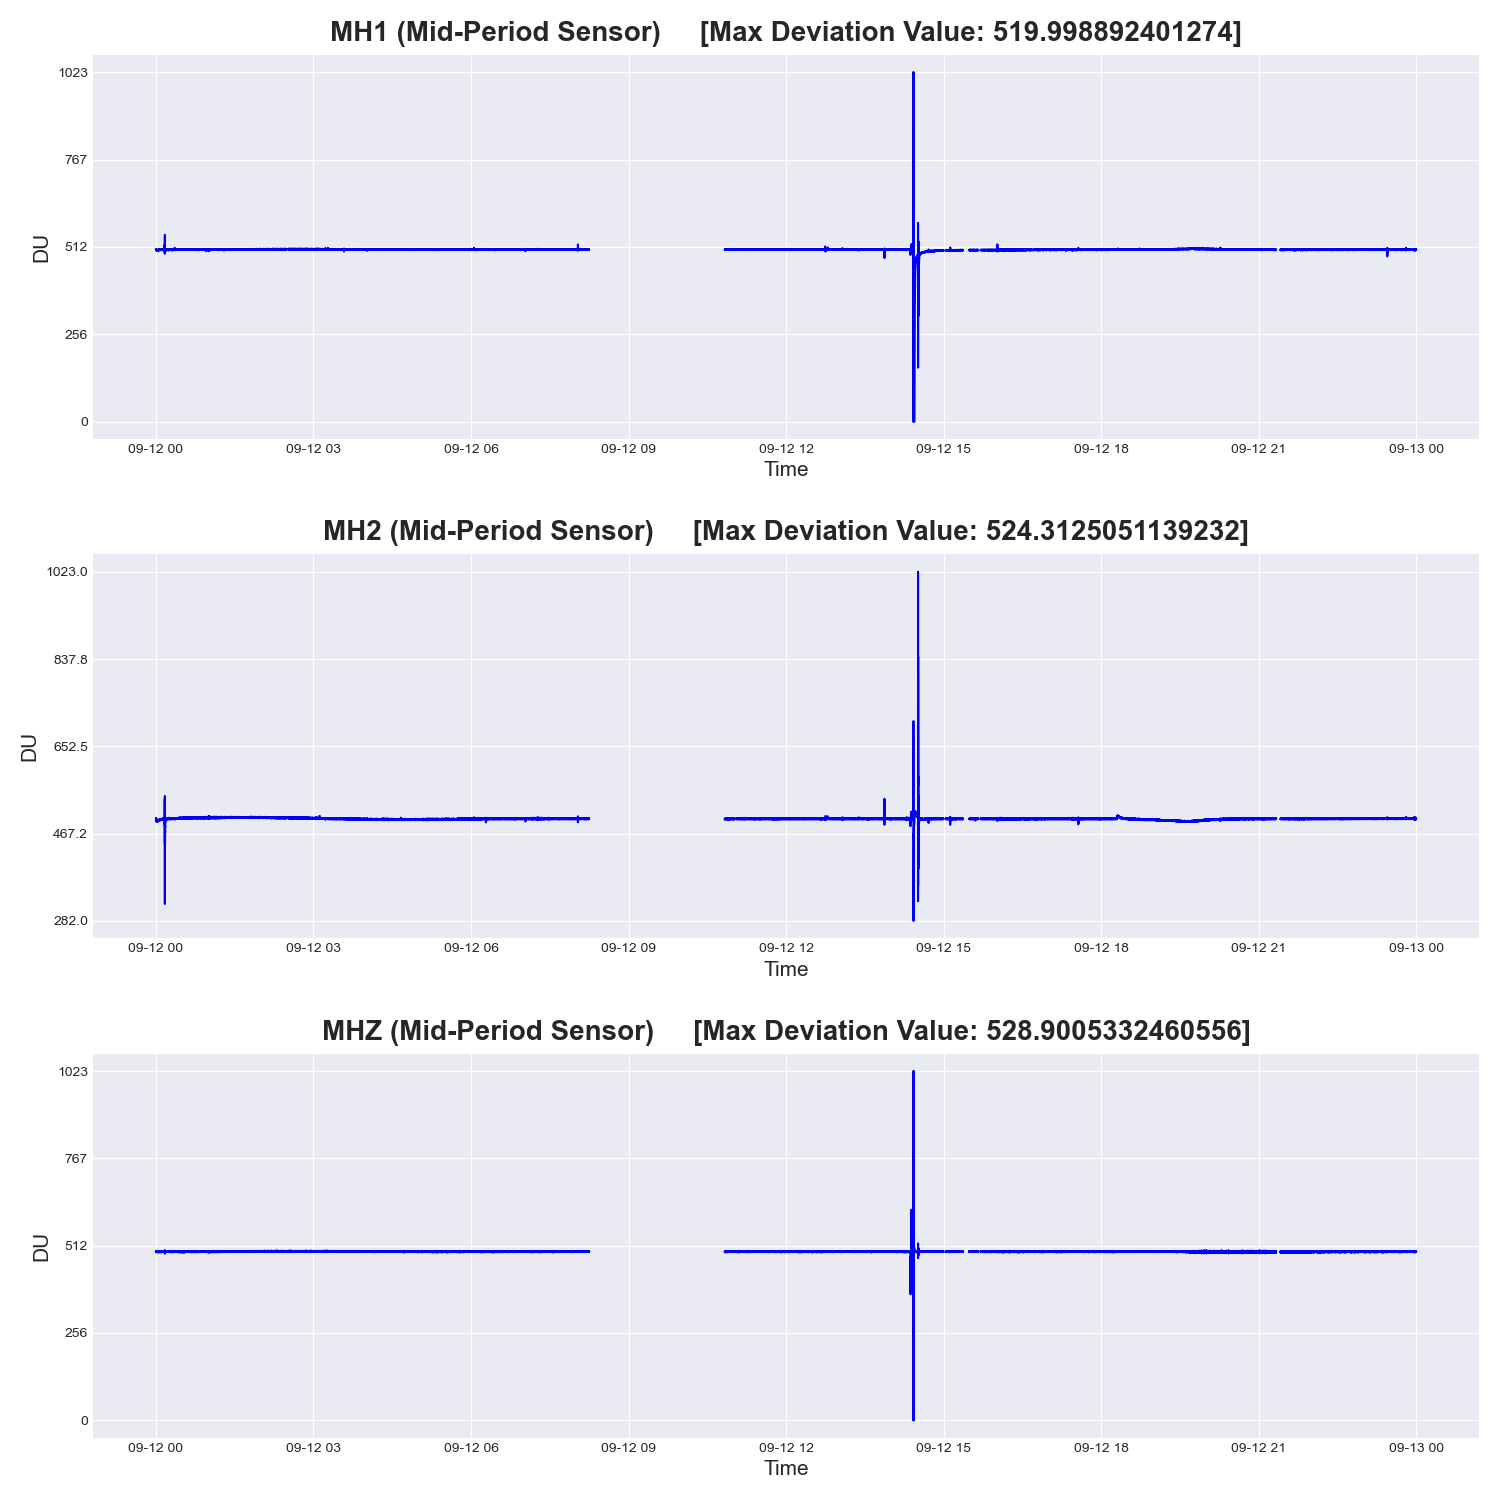 MH1 (Mid-Period Sensor) [Max Deviation Value: 519.998892401274]
1023
767
512
256
0
DU
09-12 00 09-12 03 09-12 06 09-12 09 09-12 12 09-12 15 09-12 18 09-12 21 09-13 00
Time
MH2 (Mid-Period Sensor) [Max Deviation Value: 524.3125051139232]
1023.0
837.8
652.5
467.2
282.0
DU
09-12 00 09-12 03 09-12 06 09-12 09 09-12 12 09-12 15 09-12 18 09-12 21 09-13 00
Time
MHZ (Mid-Period Sensor) [Max Deviation Value: 528.9005332460556]
1023
767
512
256
0
DU
09-12 00 09-12 03 09-12 06 09-12 09 09-12 12 09-12 15 09-12 18 09-12 21 09-13 00
Time